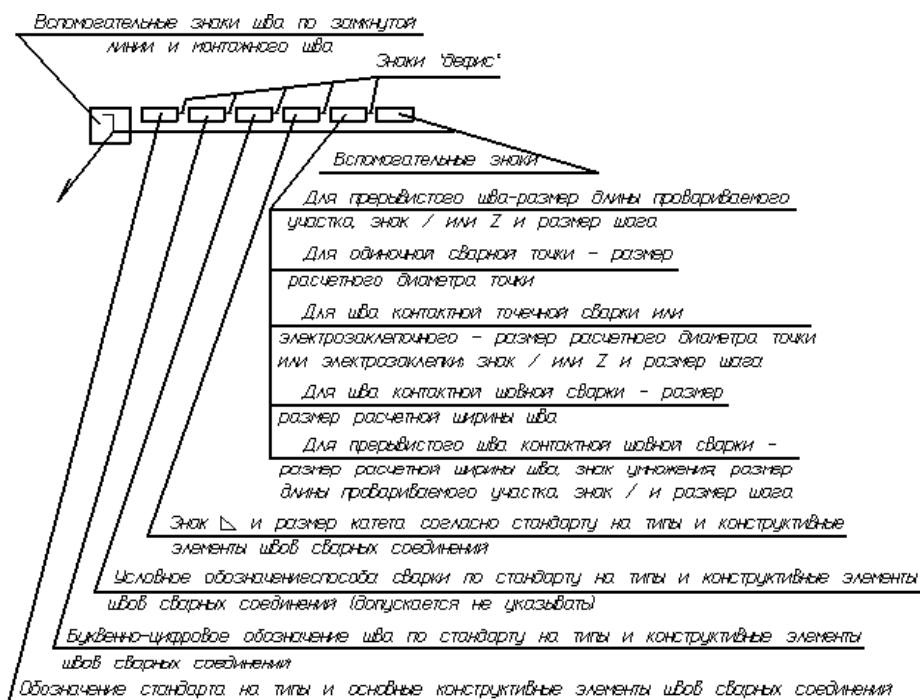 Вспомогательные знаки шва по замкнутой
линии и монтажного шва
Знаки "дефис"
Вспомогательные знаки
Для прерывистого шва-размер длины провариваемого
участка, знак / или Z и размер шага
Для одиночной сварной точки - размер
расчетного диаметра точки
Для шва контактной точечной сварки или
электрозаклепочного - размер расчетного диаметра точки
или электрозаклепки; знак / или Z и размер шага
Для шва контактной шовной сварки - размер
размер расчетной ширины шва
Для прерывистого шва контактной шовной сварки -
размер расчетной ширины шва, знак умножения, размер
длины провариваемого участка, знак / и размер шага
Знак ◺ и размер катета согласно стандарту на типы и конструктивные
элементы швов сварных соединений
Условное обозначениеспособа сварки по стандарту на типы и конструктивные элементы
швов сварных соединений (допускается не указывать)
Буквенно-цифровое обозначение шва по стандарту на типы и конструктивные элементы
швов сварных соединений
Обозначение стандарта на типы и основные конструктивные элементы швов сварных соединений